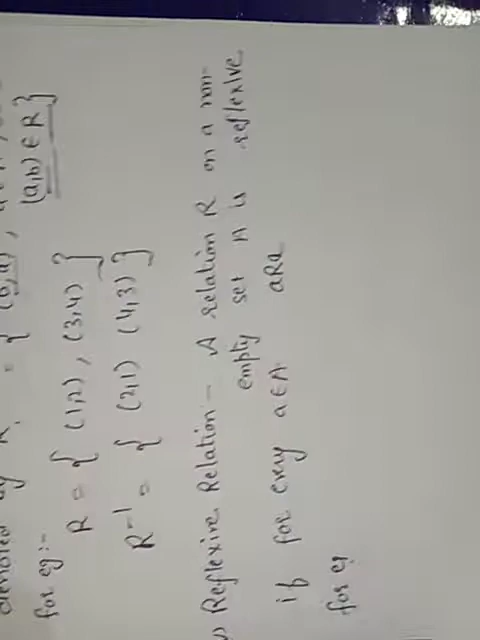 denoted by R = { (b,a) ,
(a,b) ∈ R }
for eg:-
R = { (1,2) , (3,4) }
R⁻¹ = { (2,1) (4,3) }
Reflexive Relation - A relation R on a non-
empty set A is reflexive
if for every a ∈ A aRa
for eg